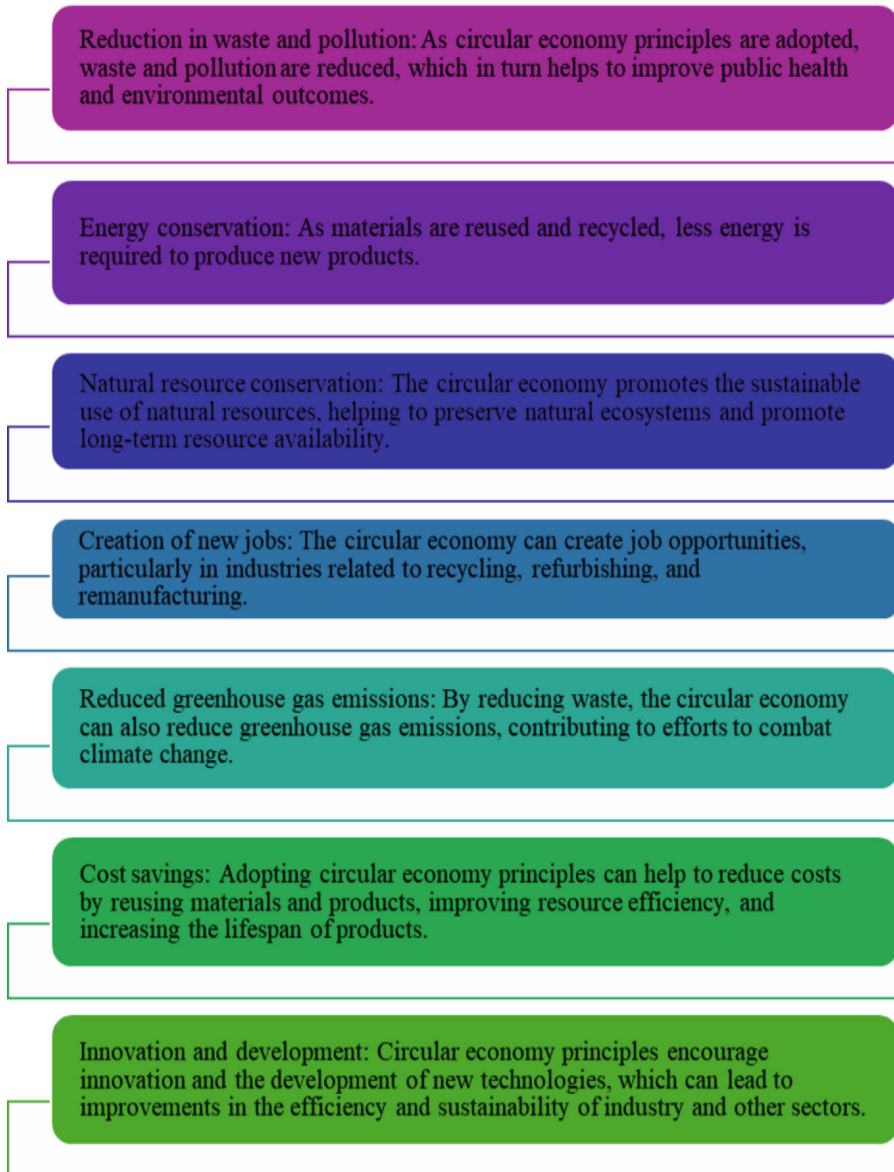 Reduction in waste and pollution: As circular economy principles are adopted,
waste and pollution are reduced, which in turn helps to improve public health
and environmental outcomes.
Energy conservation: As materials are reused and recycled, less energy is
required to produce new products.
Natural resource conservation: The circular economy promotes the sustainable
use of natural resources, helping to preserve natural ecosystems and promote
long-term resource availability.
Creation of new jobs: The circular economy can create job opportunities,
particularly in industries related to recycling, refurbishing, and
remanufacturing.
Reduced greenhouse gas emissions: By reducing waste, the circular economy
can also reduce greenhouse gas emissions, contributing to efforts to combat
climate change.
Cost savings: Adopting circular economy principles can help to reduce costs
by reusing materials and products, improving resource efficiency, and
increasing the lifespan of products.
Innovation and development: Circular economy principles encourage
innovation and the development of new technologies, which can lead to
improvements in the efficiency and sustainability of industry and other sectors.